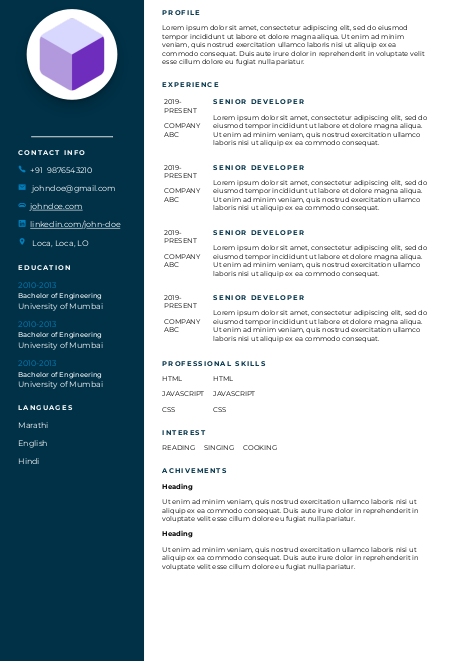 CONTACT INFO
+91 9876543210
johndoe@gmail.com
johndoe.com
linkedin.com/john-doe
Loca, Loca, LO
EDUCATION
2010-2013
Bachelor of Engineering
University of Mumbai
2010-2013
Bachelor of Engineering
University of Mumbai
2010-2013
Bachelor of Engineering
University of Mumbai
LANGUAGES
Marathi
English
Hindi
PROFILE
Lorem ipsum dolor sit amet, consectetur adipiscing elit, sed do eiusmod
tempor incididunt ut labore et dolore magna aliqua. Ut enim ad minim
veniam, quis nostrud exercitation ullamco laboris nisi ut aliquip ex ea
commodo consequat. Duis aute irure dolor in reprehenderit in voluptate velit
esse cillum dolore eu fugiat nulla pariatur.
EXPERIENCE
2019-
PRESENT
COMPANY
ABC
SENIOR DEVELOPER
Lorem ipsum dolor sit amet, consectetur adipiscing elit, sed do
eiusmod tempor incididunt ut labore et dolore magna aliqua.
Ut enim ad minim veniam, quis nostrud exercitation ullamco
laboris nisi ut aliquip ex ea commodo consequat.
2019-
PRESENT
COMPANY
ABC
SENIOR DEVELOPER
Lorem ipsum dolor sit amet, consectetur adipiscing elit, sed do
eiusmod tempor incididunt ut labore et dolore magna aliqua.
Ut enim ad minim veniam, quis nostrud exercitation ullamco
laboris nisi ut aliquip ex ea commodo consequat.
2019-
PRESENT
COMPANY
ABC
SENIOR DEVELOPER
Lorem ipsum dolor sit amet, consectetur adipiscing elit, sed do
eiusmod tempor incididunt ut labore et dolore magna aliqua.
Ut enim ad minim veniam, quis nostrud exercitation ullamco
laboris nisi ut aliquip ex ea commodo consequat.
2019-
PRESENT
COMPANY
ABC
SENIOR DEVELOPER
Lorem ipsum dolor sit amet, consectetur adipiscing elit, sed do
eiusmod tempor incididunt ut labore et dolore magna aliqua.
Ut enim ad minim veniam, quis nostrud exercitation ullamco
laboris nisi ut aliquip ex ea commodo consequat.
PROFESSIONAL SKILLS
HTML HTML
JAVASCRIPT JAVASCRIPT
CSS CSS
INTEREST
READING SINGING COOKING
ACHIVEMENTS
Heading
Ut enim ad minim veniam, quis nostrud exercitation ullamco laboris nisi ut
aliquip ex ea commodo consequat. Duis aute irure dolor in reprehenderit in
voluptate velit esse cillum dolore eu fugiat nulla pariatur.
Heading
Ut enim ad minim veniam, quis nostrud exercitation ullamco laboris nisi ut
aliquip ex ea commodo consequat. Duis aute irure dolor in reprehenderit in
voluptate velit esse cillum dolore eu fugiat nulla pariatur.